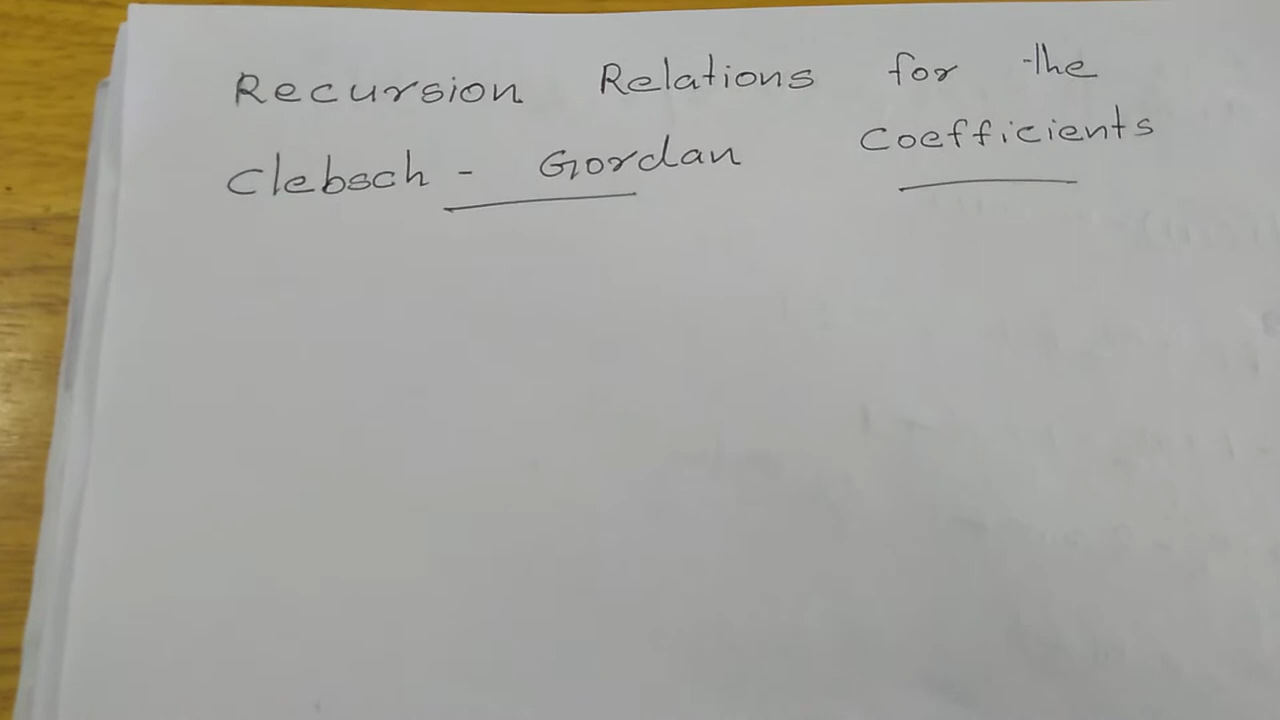 Recursion Relations for the
Clebsch - Gordan Coefficients